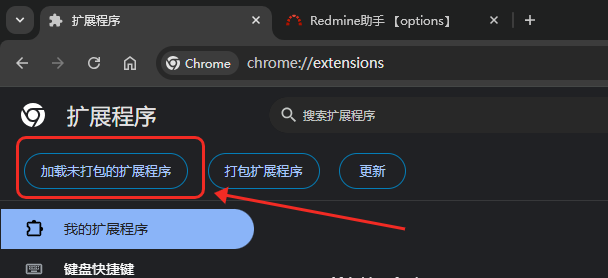 扩展程序
Redmine助手 【options】
Chrome
chrome://extensions
扩展程序
搜索扩展程序
加载未打包的扩展程序
打包扩展程序
更新
我的扩展程序
键盘快捷键